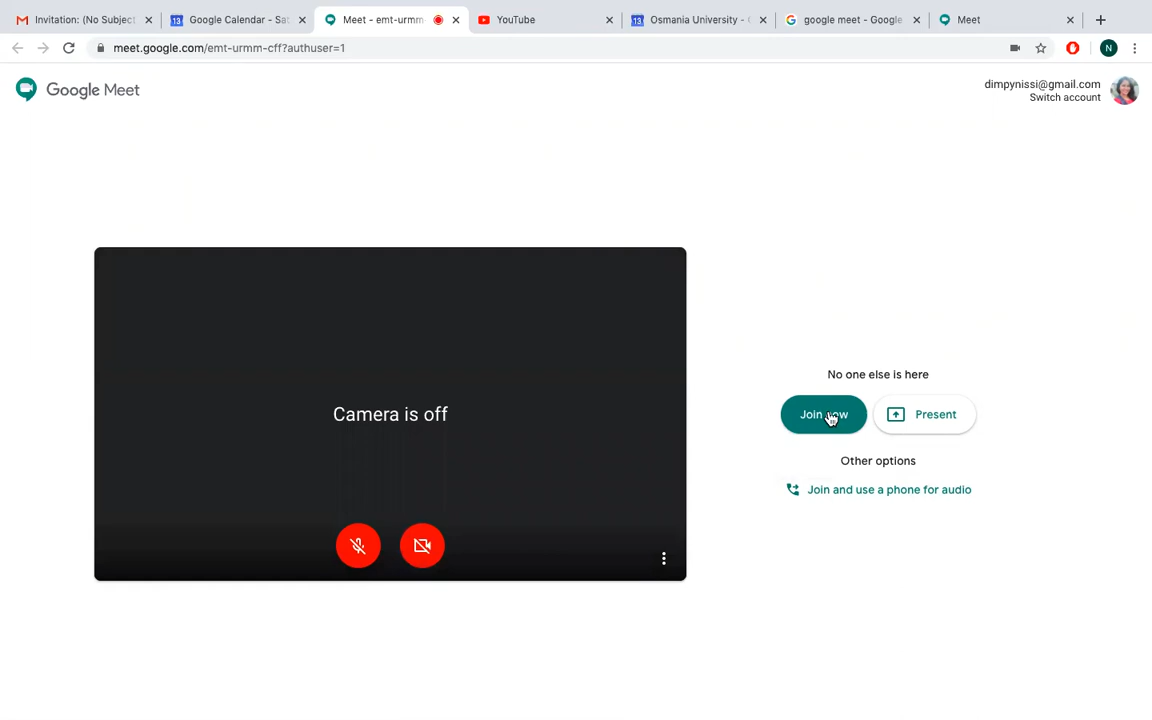 Invitation: (No Subject
Google Calendar - Sat
Meet - emt-urmm-
YouTube
Osmania University - 
google meet - Google
Meet
meet.google.com/emt-urmm-cff?authuser=1
N
Google Meet
dimpynissi@gmail.com
Switch account
Camera is off
No one else is here
Join now
Present
Other options
Join and use a phone for audio